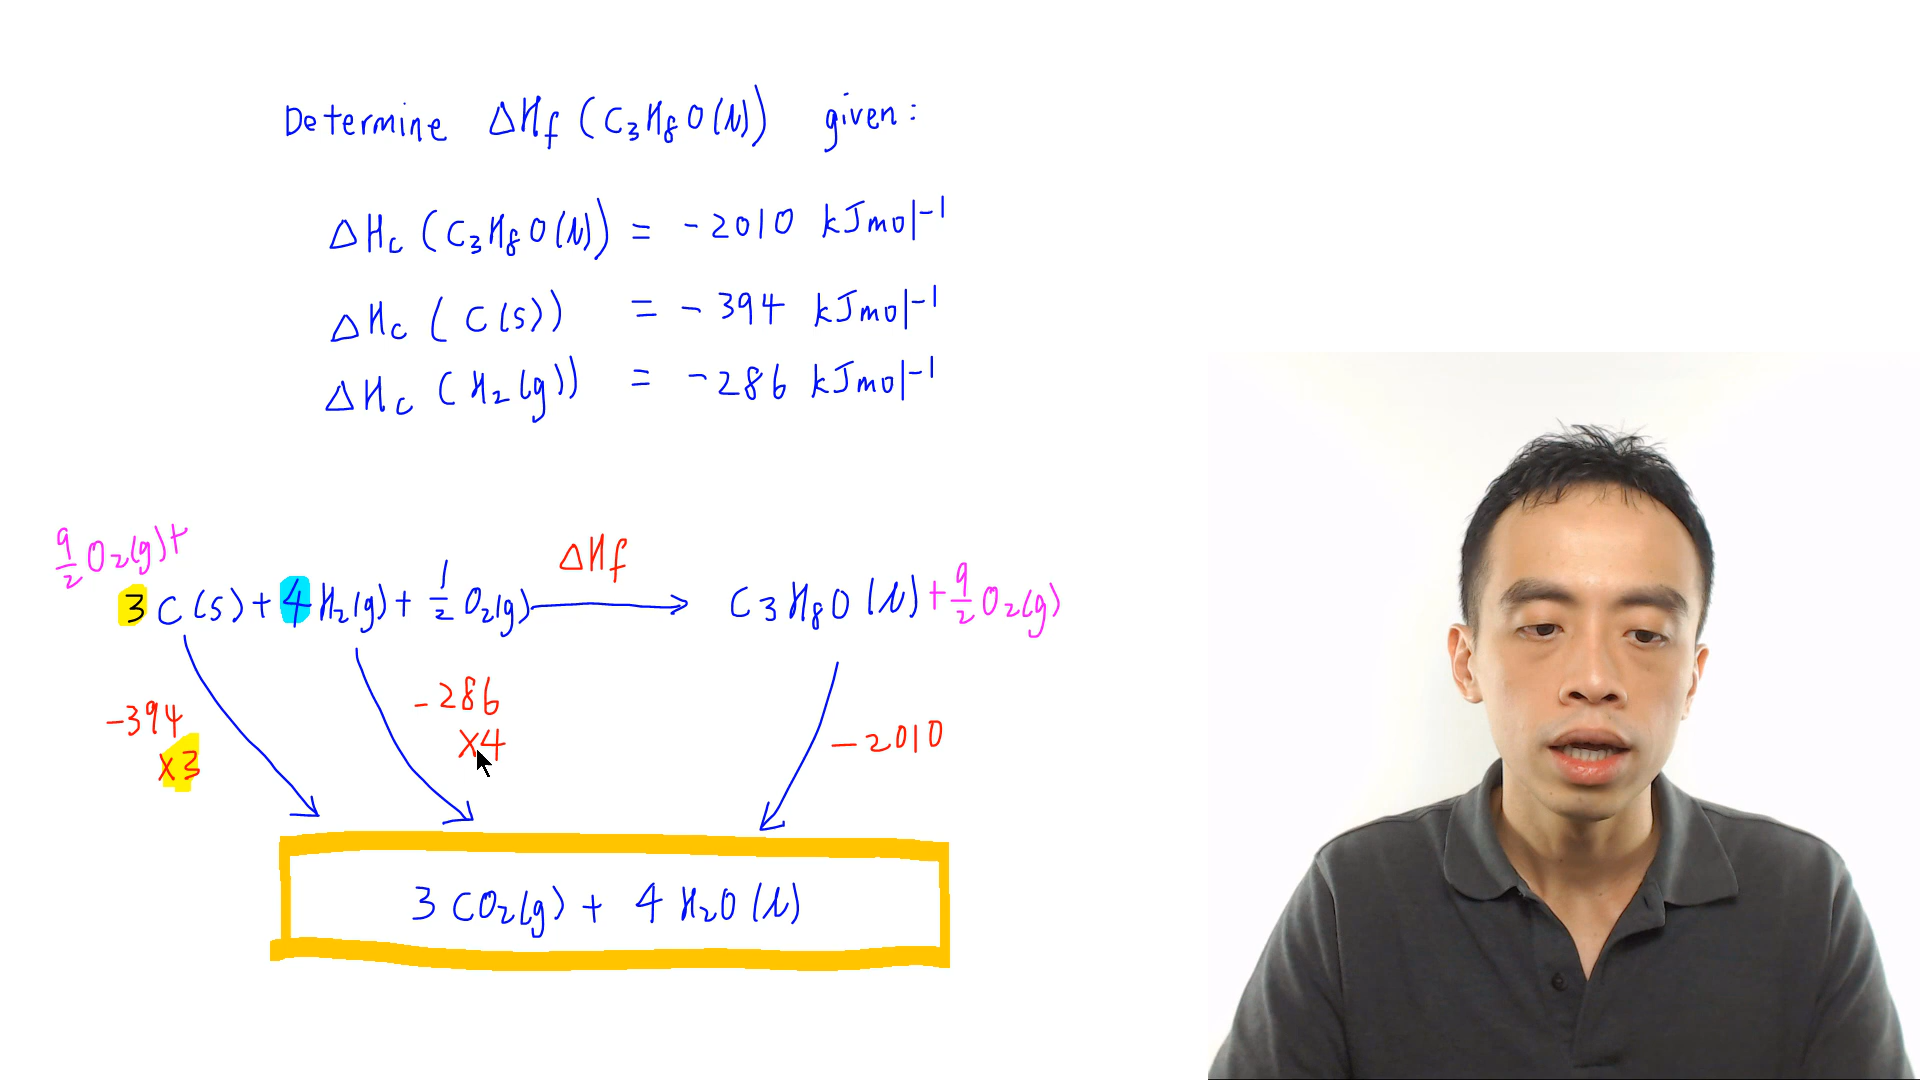 Determine ΔHf (C3H8O(l)) given:
ΔHc (C3H8O(l)) = -2010 kJmol⁻¹
ΔHc (C(s)) = -394 kJmol⁻¹
ΔHc (H2(g)) = -286 kJmol⁻¹
9/2 O2(g) +
3 C(s) + 4 H2(g) + 1/2 O2(g) → C3H8O(l) + 9/2 O2(g)
ΔHf
-394
×3
-286
×4
-2010
3 CO2(g) + 4 H2O(l)